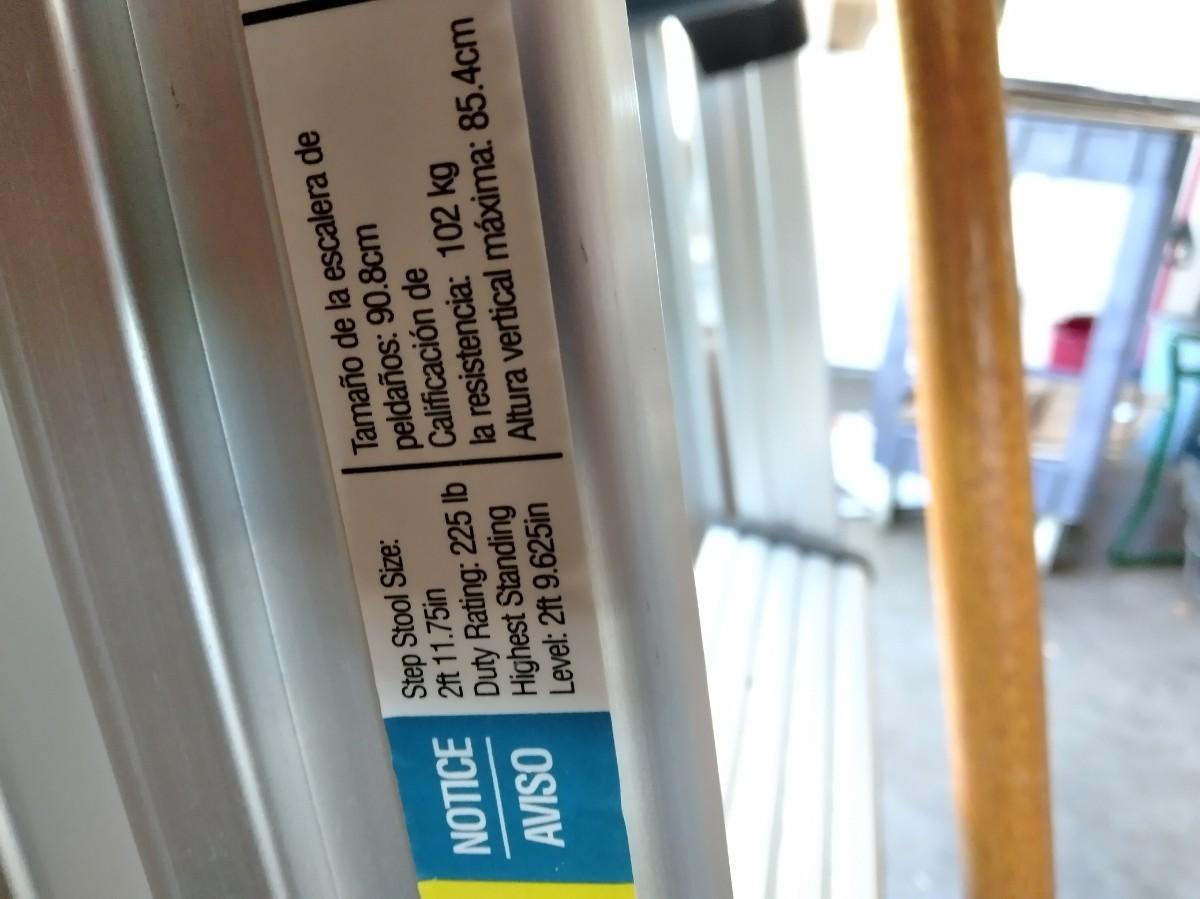 NOTICE
AVISO
Step Stool Size:
2ft 11.75in
Duty Rating: 225 lb
Highest Standing
Level: 2ft 9.625in
Tamaño de la escalera de
peldaños: 90.8cm
Calificación de
la resistencia: 102 kg
Altura vertical máxima: 85.4cm